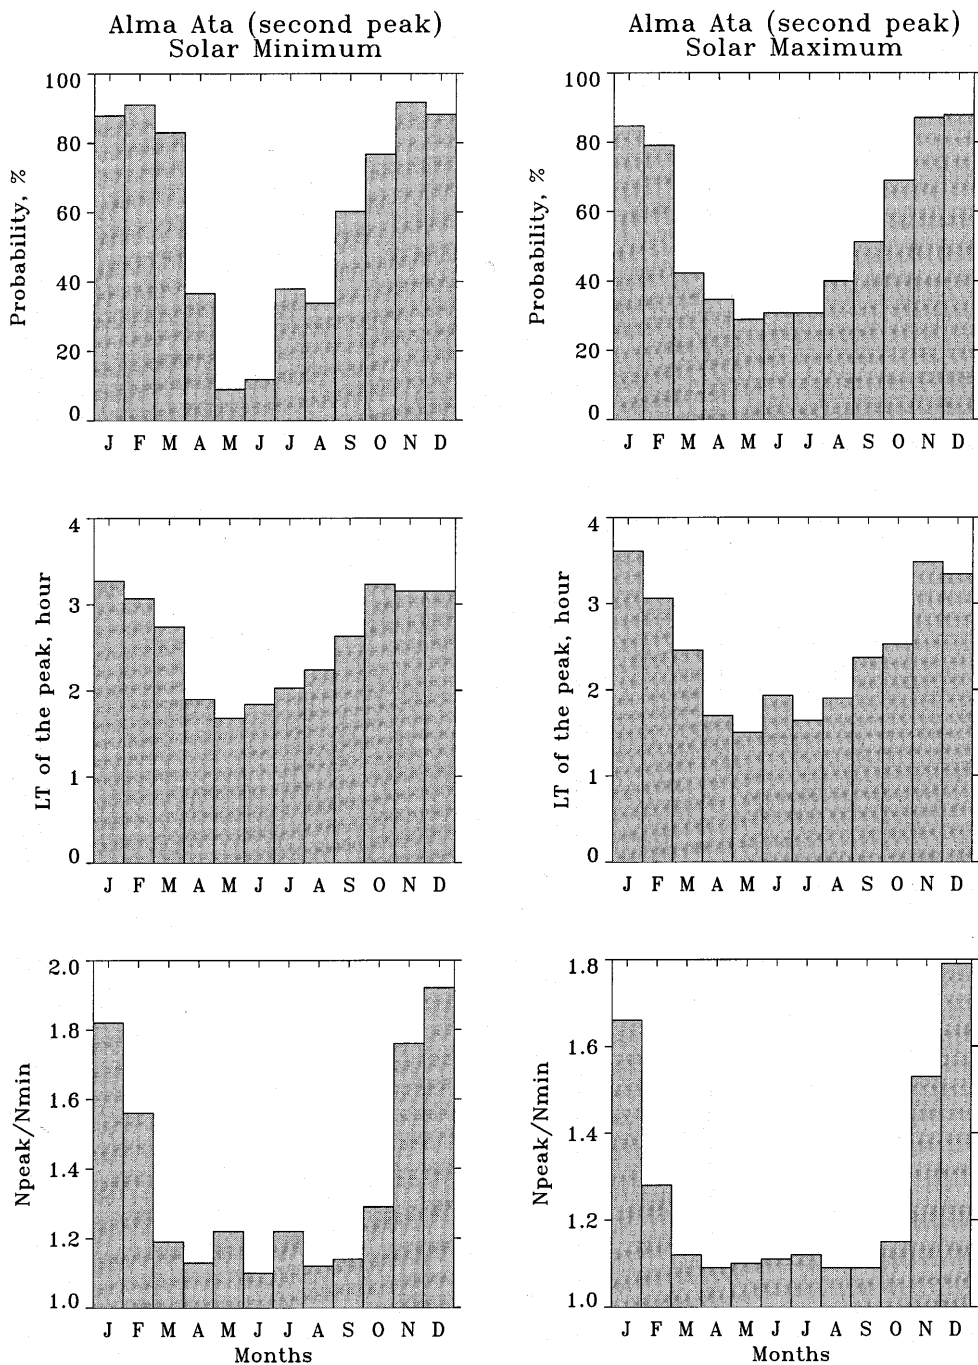 Alma Ata (second peak)
Solar Minimum
100
80
60
40
20
0
Probability, %
J F M A M J J A S O N D
Alma Ata (second peak)
Solar Maximum
100
80
60
40
20
0
Probability, %
J F M A M J J A S O N D
4
3
2
1
0
LT of the peak, hour
J F M A M J J A S O N D
4
3
2
1
0
LT of the peak, hour
J F M A M J J A S O N D
2.0
1.8
1.6
1.4
1.2
1.0
Npeak/Nmin
J F M A M J J A S O N D
Months
1.8
1.6
1.4
1.2
1.0
Npeak/Nmin
J F M A M J J A S O N D
Months